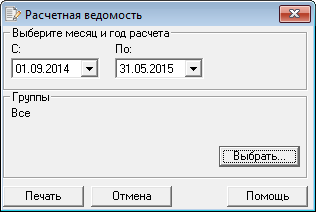 Расчетная ведомость
Выберите месяц и год расчета
С: По:
01.09.2014 31.05.2015
Группы
Все
Выбрать...
Печать Отмена Помощь